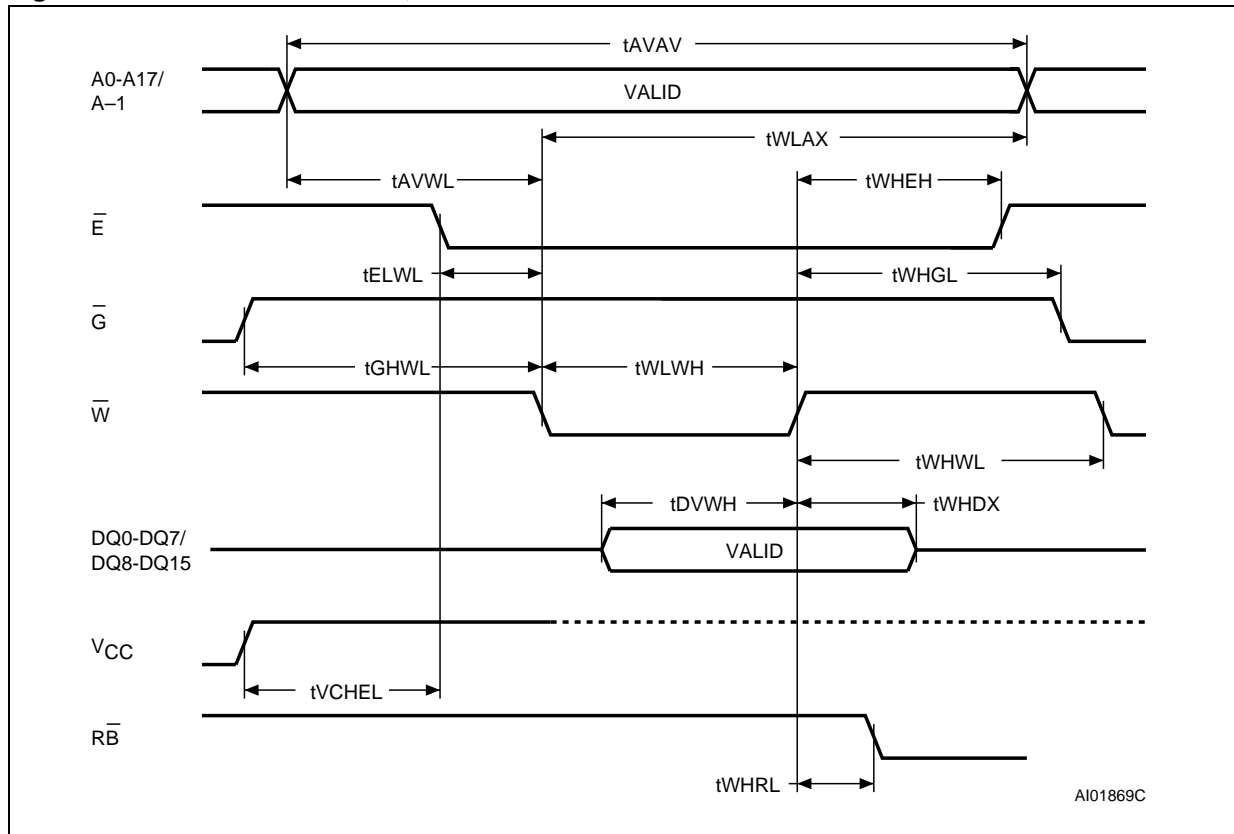 tAVAV
A0-A17/
A–1
VALID
tWLAX
tAVWL
tWHEH
E̅
tELWL
tWHGL
G̅
tGHWL
tWLWH
W̅
tWHWL
tDVWH
tWHDX
DQ0-DQ7/
DQ8-DQ15
VALID
VCC
tVCHEL
RB̅
tWHRL
AI01869C